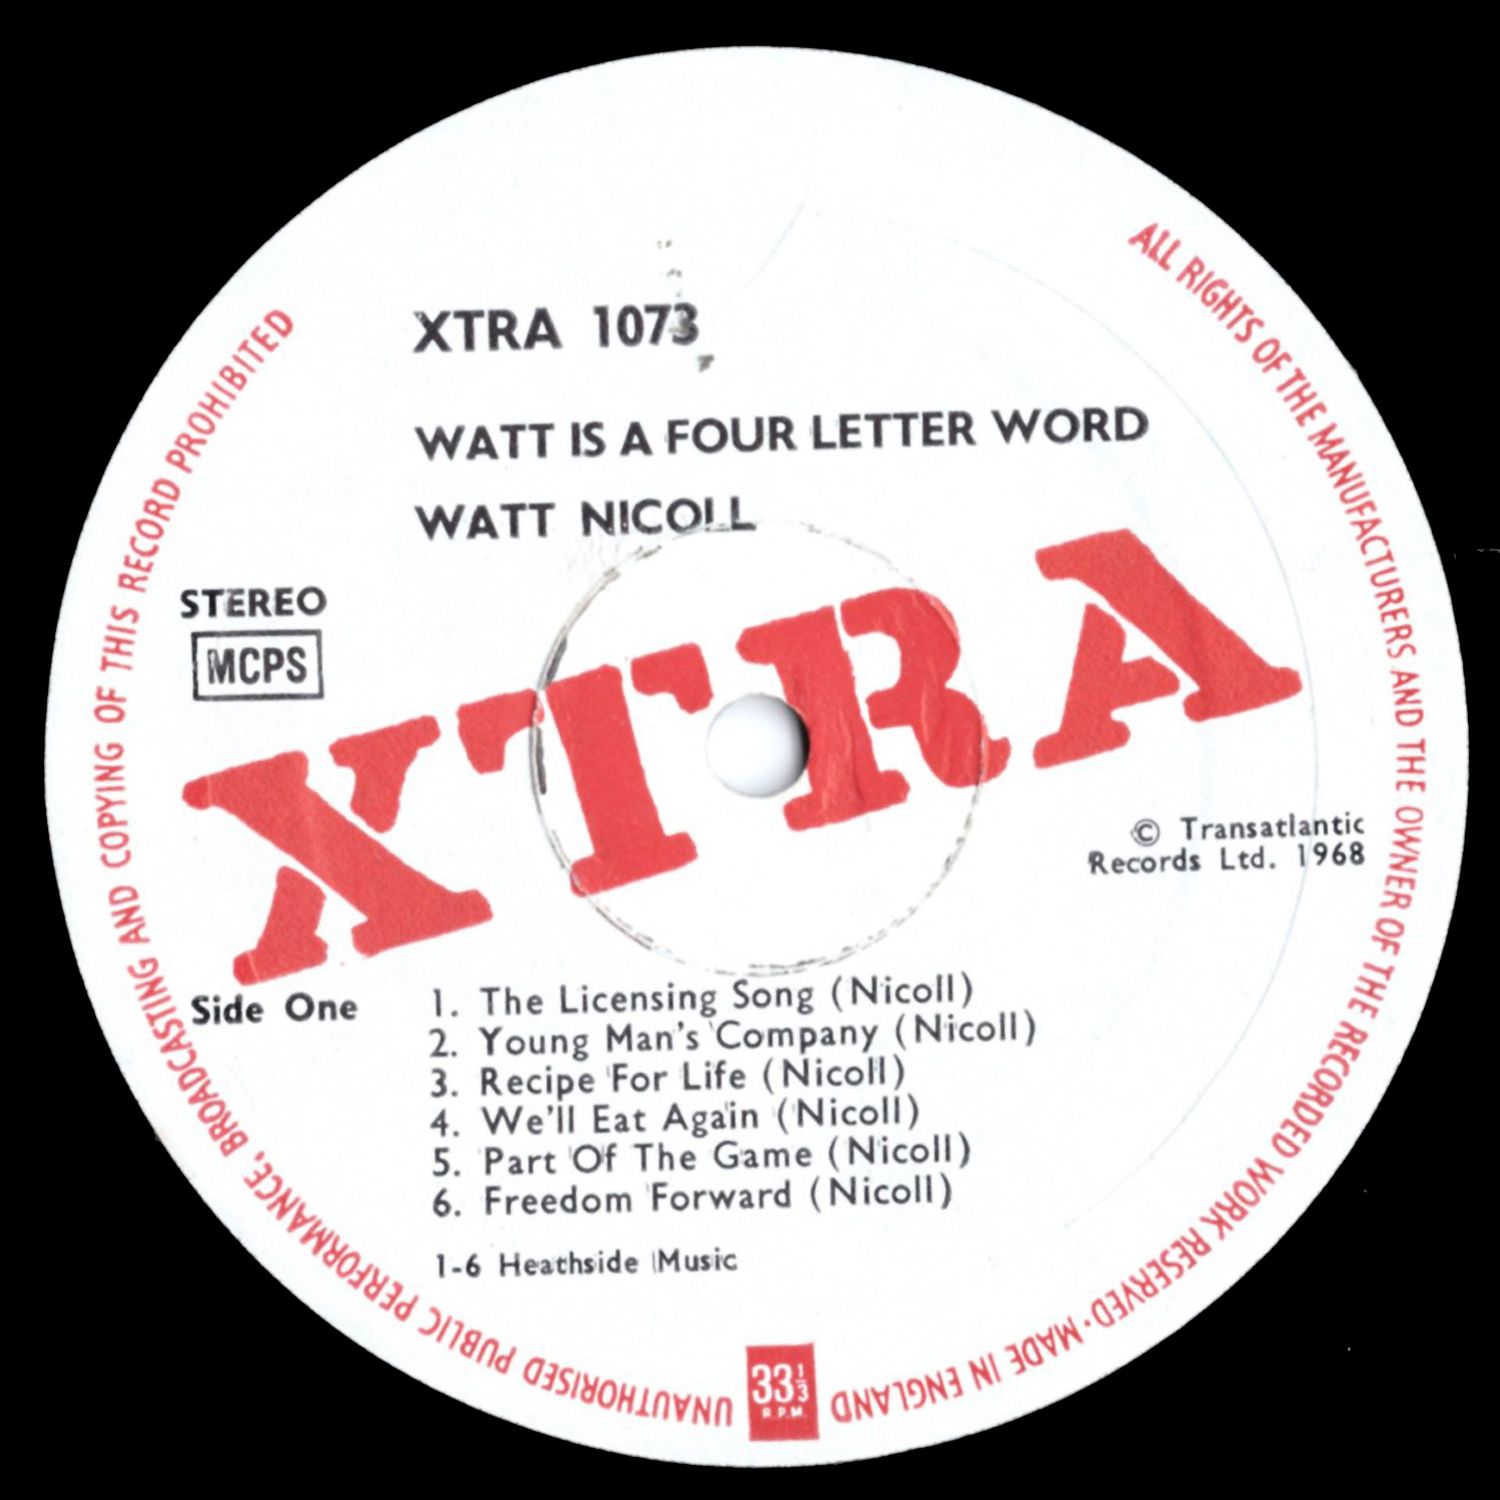 XTRA 1073
WATT IS A FOUR LETTER WORD
WATT NICOLL
STEREO
MCPS
XTRA
© Transatlantic
Records Ltd. 1968
Side One
1. The Licensing Song (Nicoll)
2. Young Man's Company (Nicoll)
3. Recipe For Life (Nicoll)
4. We'll Eat Again (Nicoll)
5. Part Of The Game (Nicoll)
6. Freedom Forward (Nicoll)
1-6 Heathside Music
33 1/3
R.P.M.
ALL RIGHTS OF THE MANUFACTURERS AND THE OWNER OF THE RECORDED WORK RESERVED · MADE IN ENGLAND
UNAUTHORISED PUBLIC PERFORMANCE, BROADCASTING AND COPYING OF THIS RECORD PROHIBITED